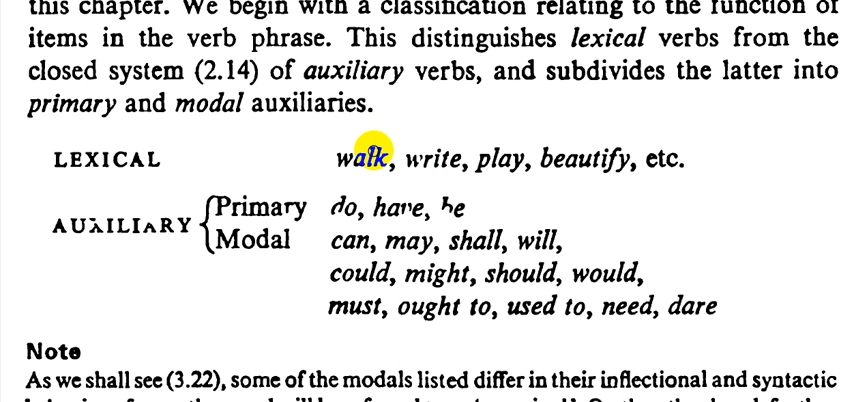 this chapter. We begin with a classification relating to the function of
items in the verb phrase. This distinguishes lexical verbs from the
closed system (2.14) of auxiliary verbs, and subdivides the latter into
primary and modal auxiliaries.
LEXICAL walk, write, play, beautify, etc.
AUXILIARY Primary do, have, be
Modal can, may, shall, will,
could, might, should, would,
must, ought to, used to, need, dare
Note
As we shall see (3.22), some of the modals listed differ in their inflectional and syntactic